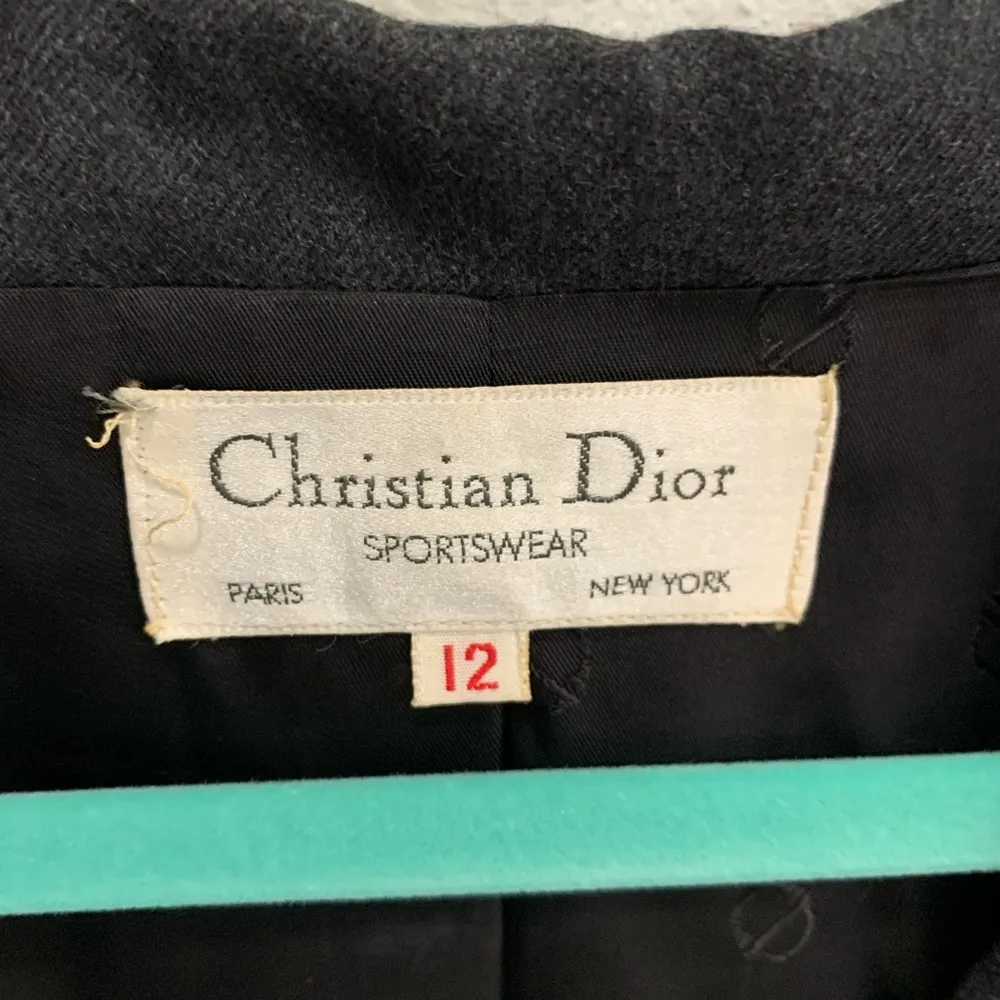 Christian Dior
SPORTSWEAR
PARIS NEW YORK
12